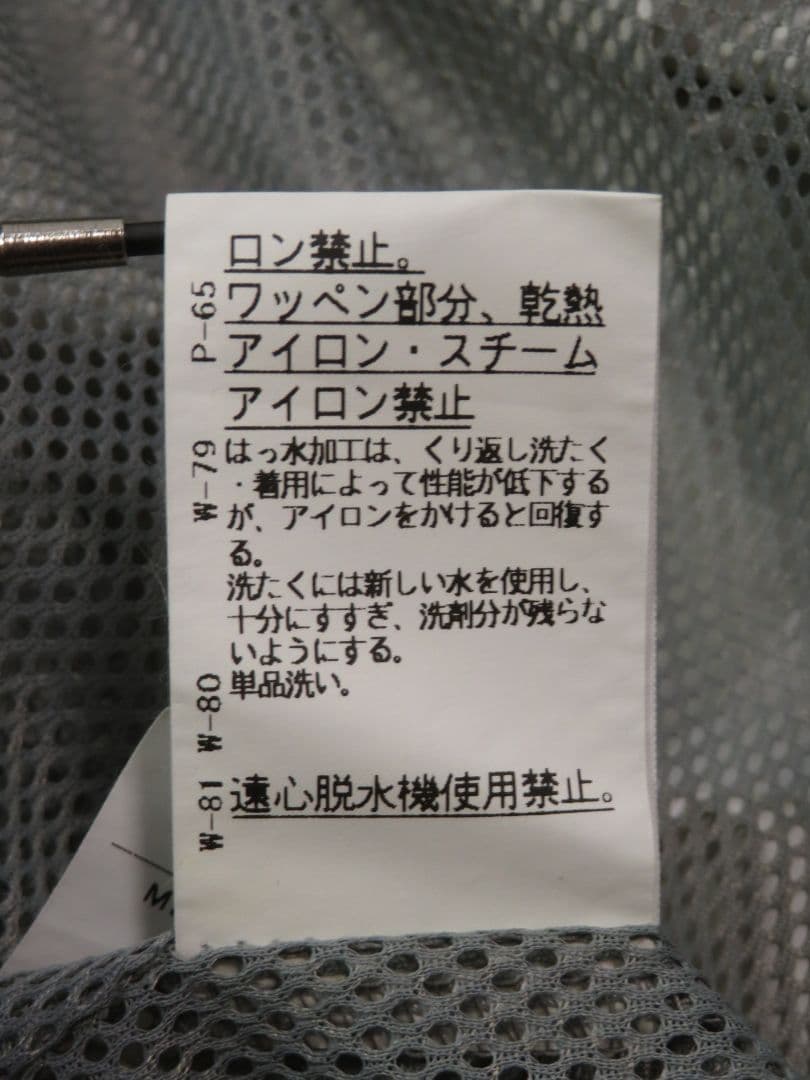 ロン禁止。
P-65
ワッペン部分、乾熱
アイロン・スチーム
アイロン禁止
W-79
はっ水加工は、くり返し洗たく
・着用によって性能が低下する
が、アイロンをかけると回復す
る。
洗たくには新しい水を使用し、
十分にすすぎ、洗剤分が残らな
いようにする。
W-80
単品洗い。
W-81
遠心脱水機使用禁止。